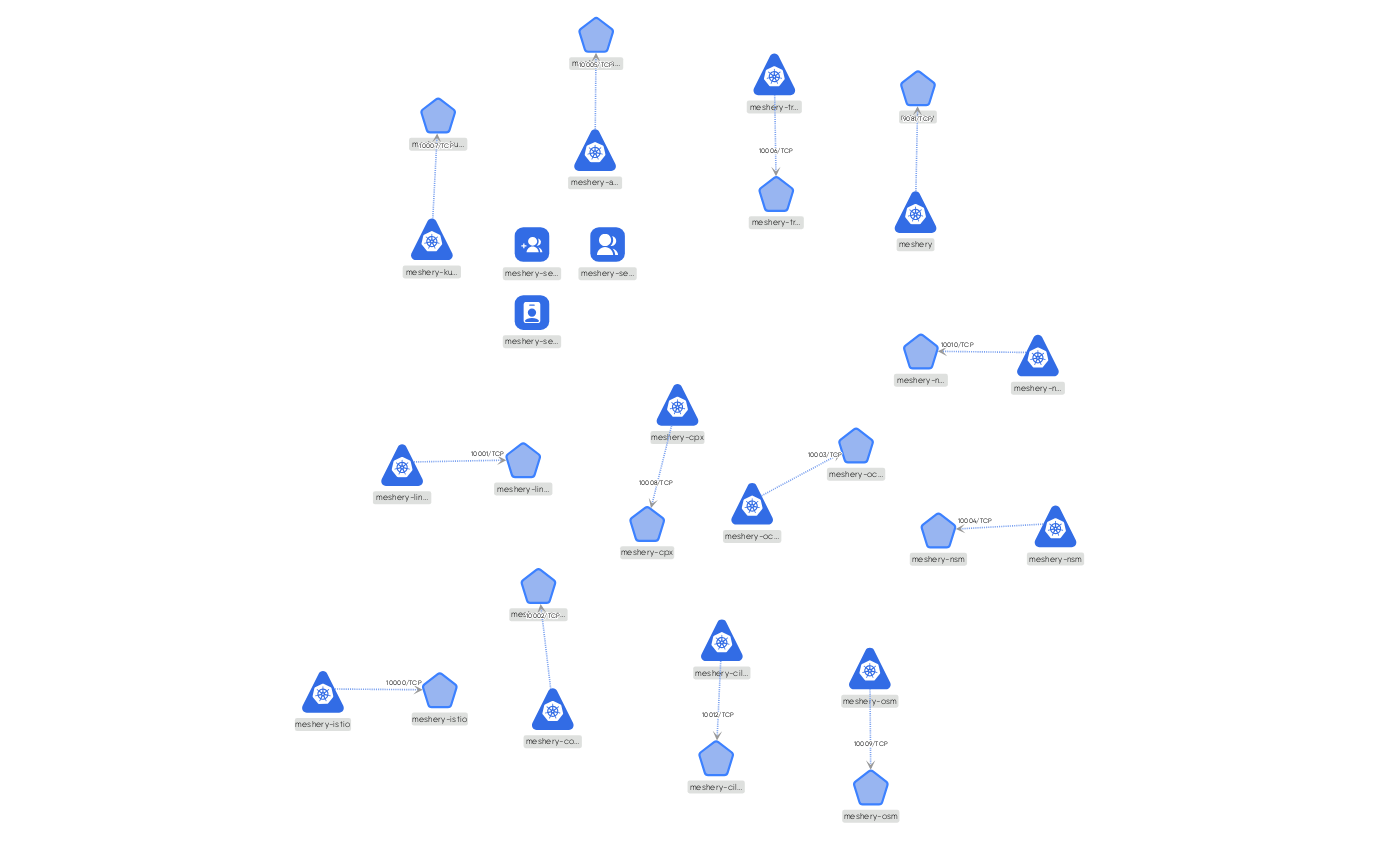 10005/TCP
meshery-tr...
9081/TCP
10007/TCP
10006/TCP
meshery-a...
meshery-tr...
meshery
meshery-ku...
meshery-se...
meshery-se...
meshery-se...
10010/TCP
meshery-n...
meshery-n...
meshery-cpx
10001/TCP
10003/TCP
meshery-oc...
meshery-lin...
meshery-lin...
10008/TCP
10004/TCP
meshery-oc...
meshery-cpx
meshery-nsm
meshery-nsm
10002/TCP
meshery-cil...
10000/TCP
meshery-osm
meshery-istio
meshery-istio
10012/TCP
meshery-co...
10009/TCP
meshery-cil...
meshery-osm